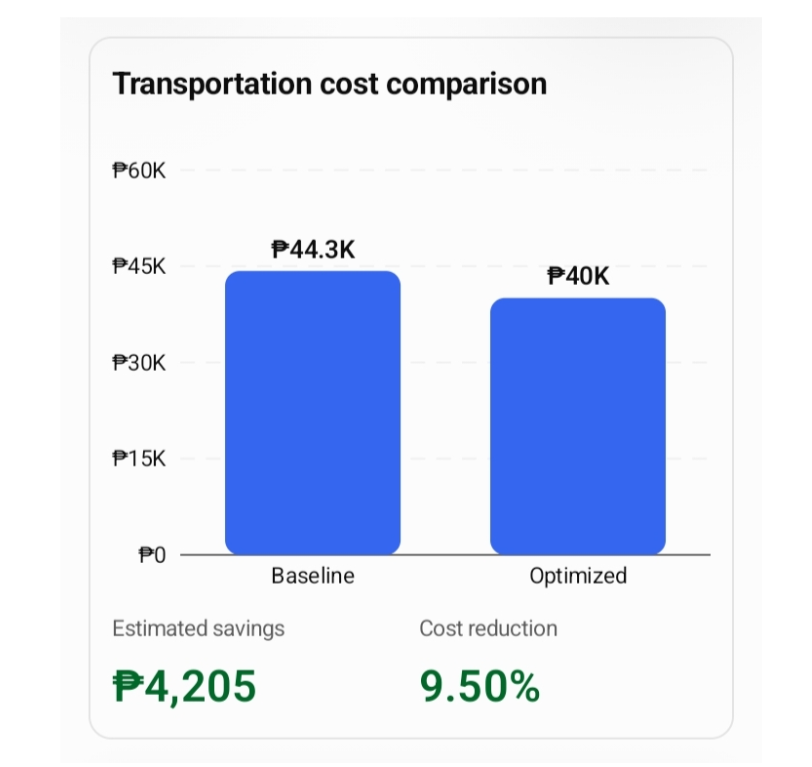 Transportation cost comparison
₱60K
₱44.3K
₱45K
₱40K
₱30K
₱15K
₱0
Baseline Optimized
Estimated savings Cost reduction
₱4,205 9.50%